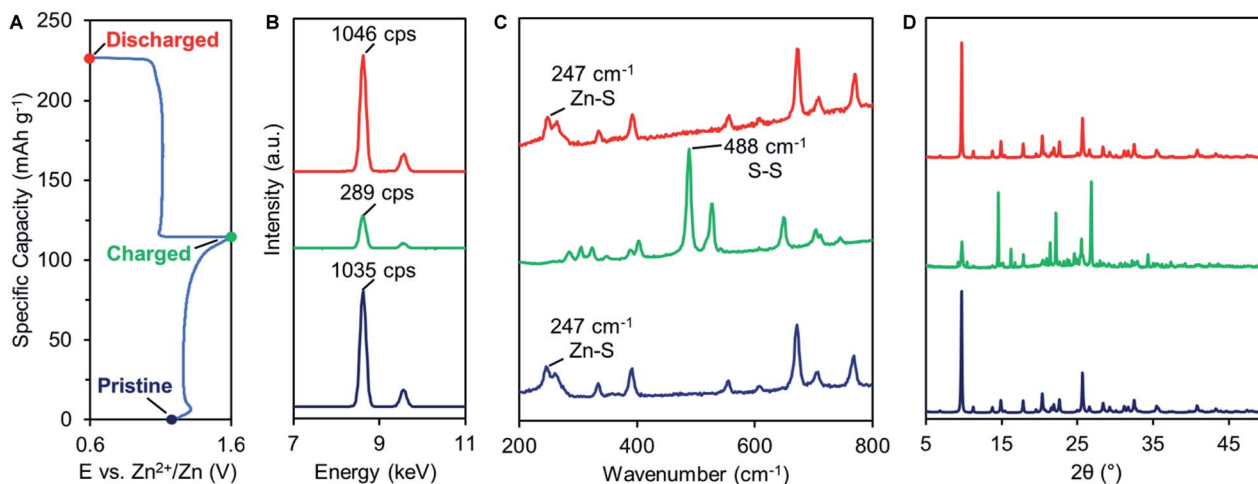 A
Specific Capacity (mAh g⁻¹)
250
200
150
100
50
0
Discharged
Charged
Pristine
0.6
1.6
E vs. Zn²⁺/Zn (V)
B
Intensity (a.u.)
1046 cps
289 cps
1035 cps
7
9
11
Energy (keV)
C
247 cm⁻¹
Zn-S
488 cm⁻¹
S-S
247 cm⁻¹
Zn-S
200
400
600
800
Wavenumber (cm⁻¹)
D
5
15
25
35
45
2θ (°)